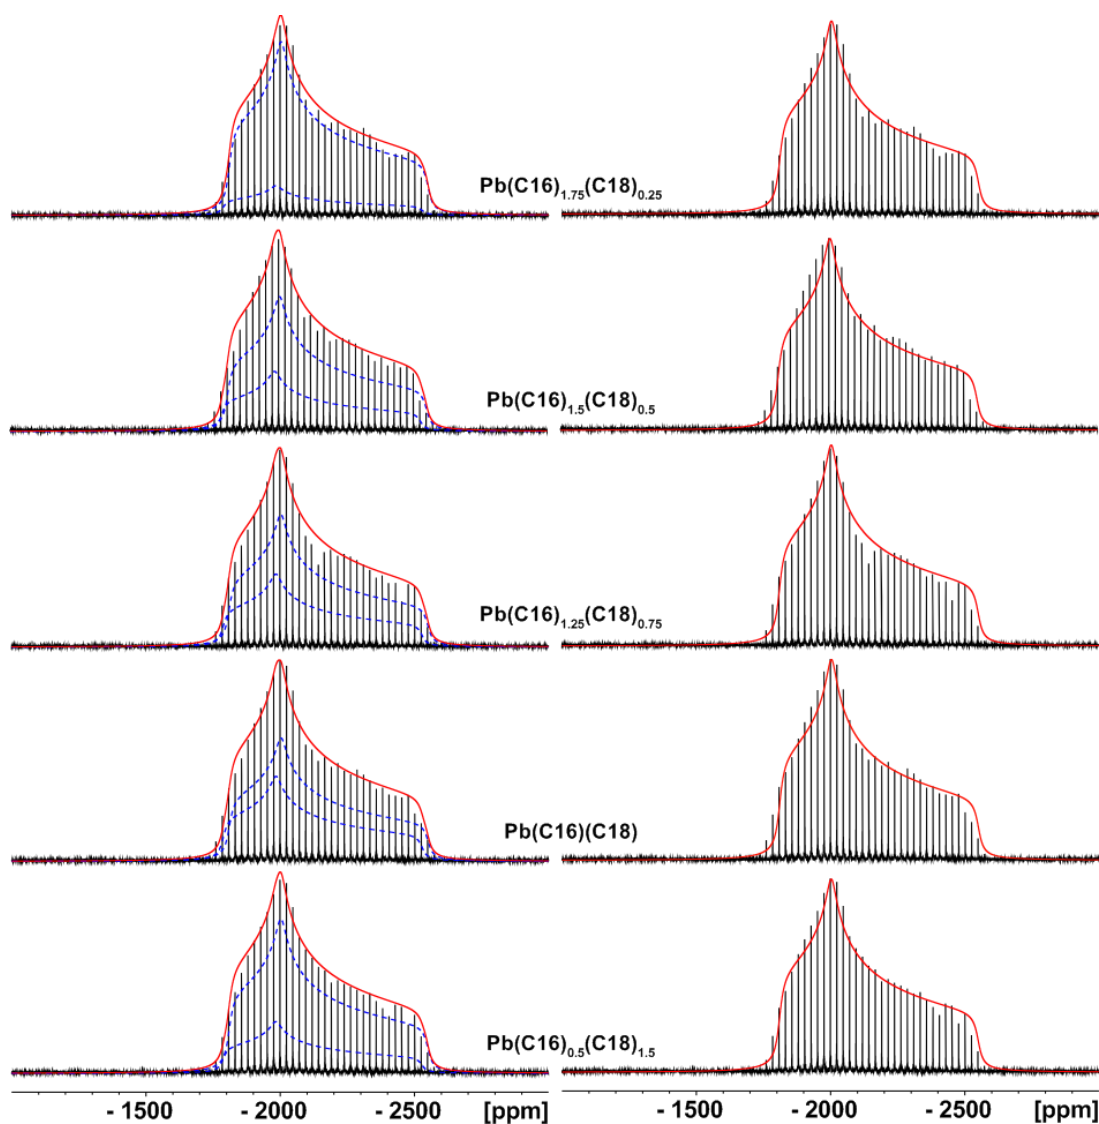 Pb(C16)1.75(C18)0.25
Pb(C16)1.5(C18)0.5
Pb(C16)1.25(C18)0.75
Pb(C16)(C18)
Pb(C16)0.5(C18)1.5
- 1500 - 2000 - 2500 [ppm] - 1500 - 2000 - 2500 [ppm]